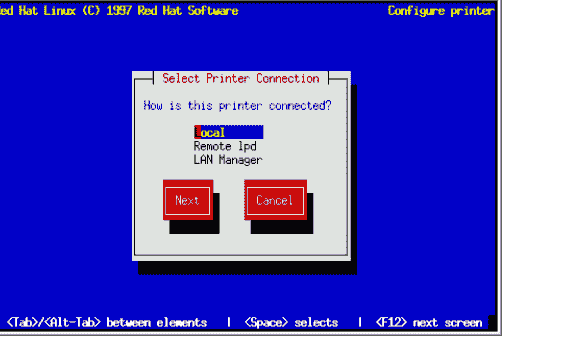 ed Hat Linux (C) 1997 Red Hat Software Configure printer
Select Printer Connection
How is this printer connected?
Local
Remote lpd
LAN Manager
Next Cancel
<Tab>/<Alt-Tab> between elements | <Space> selects | <F12> next screen